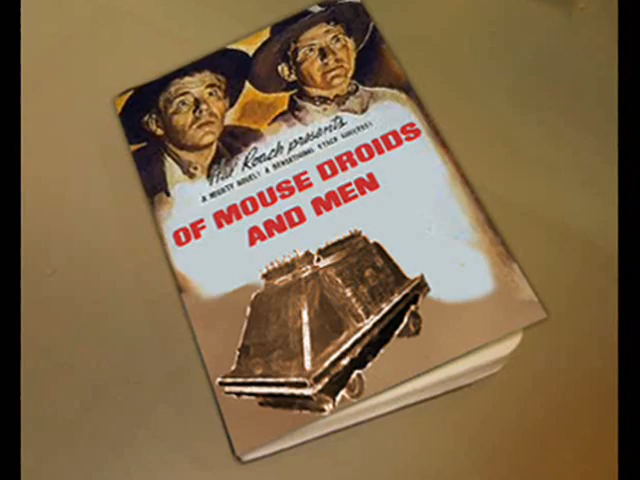 Hal Roach presents
A MIGHTY NOVEL! A SENSATIONAL STAGE SUCCESS!
OF MOUSE DROIDS
AND MEN